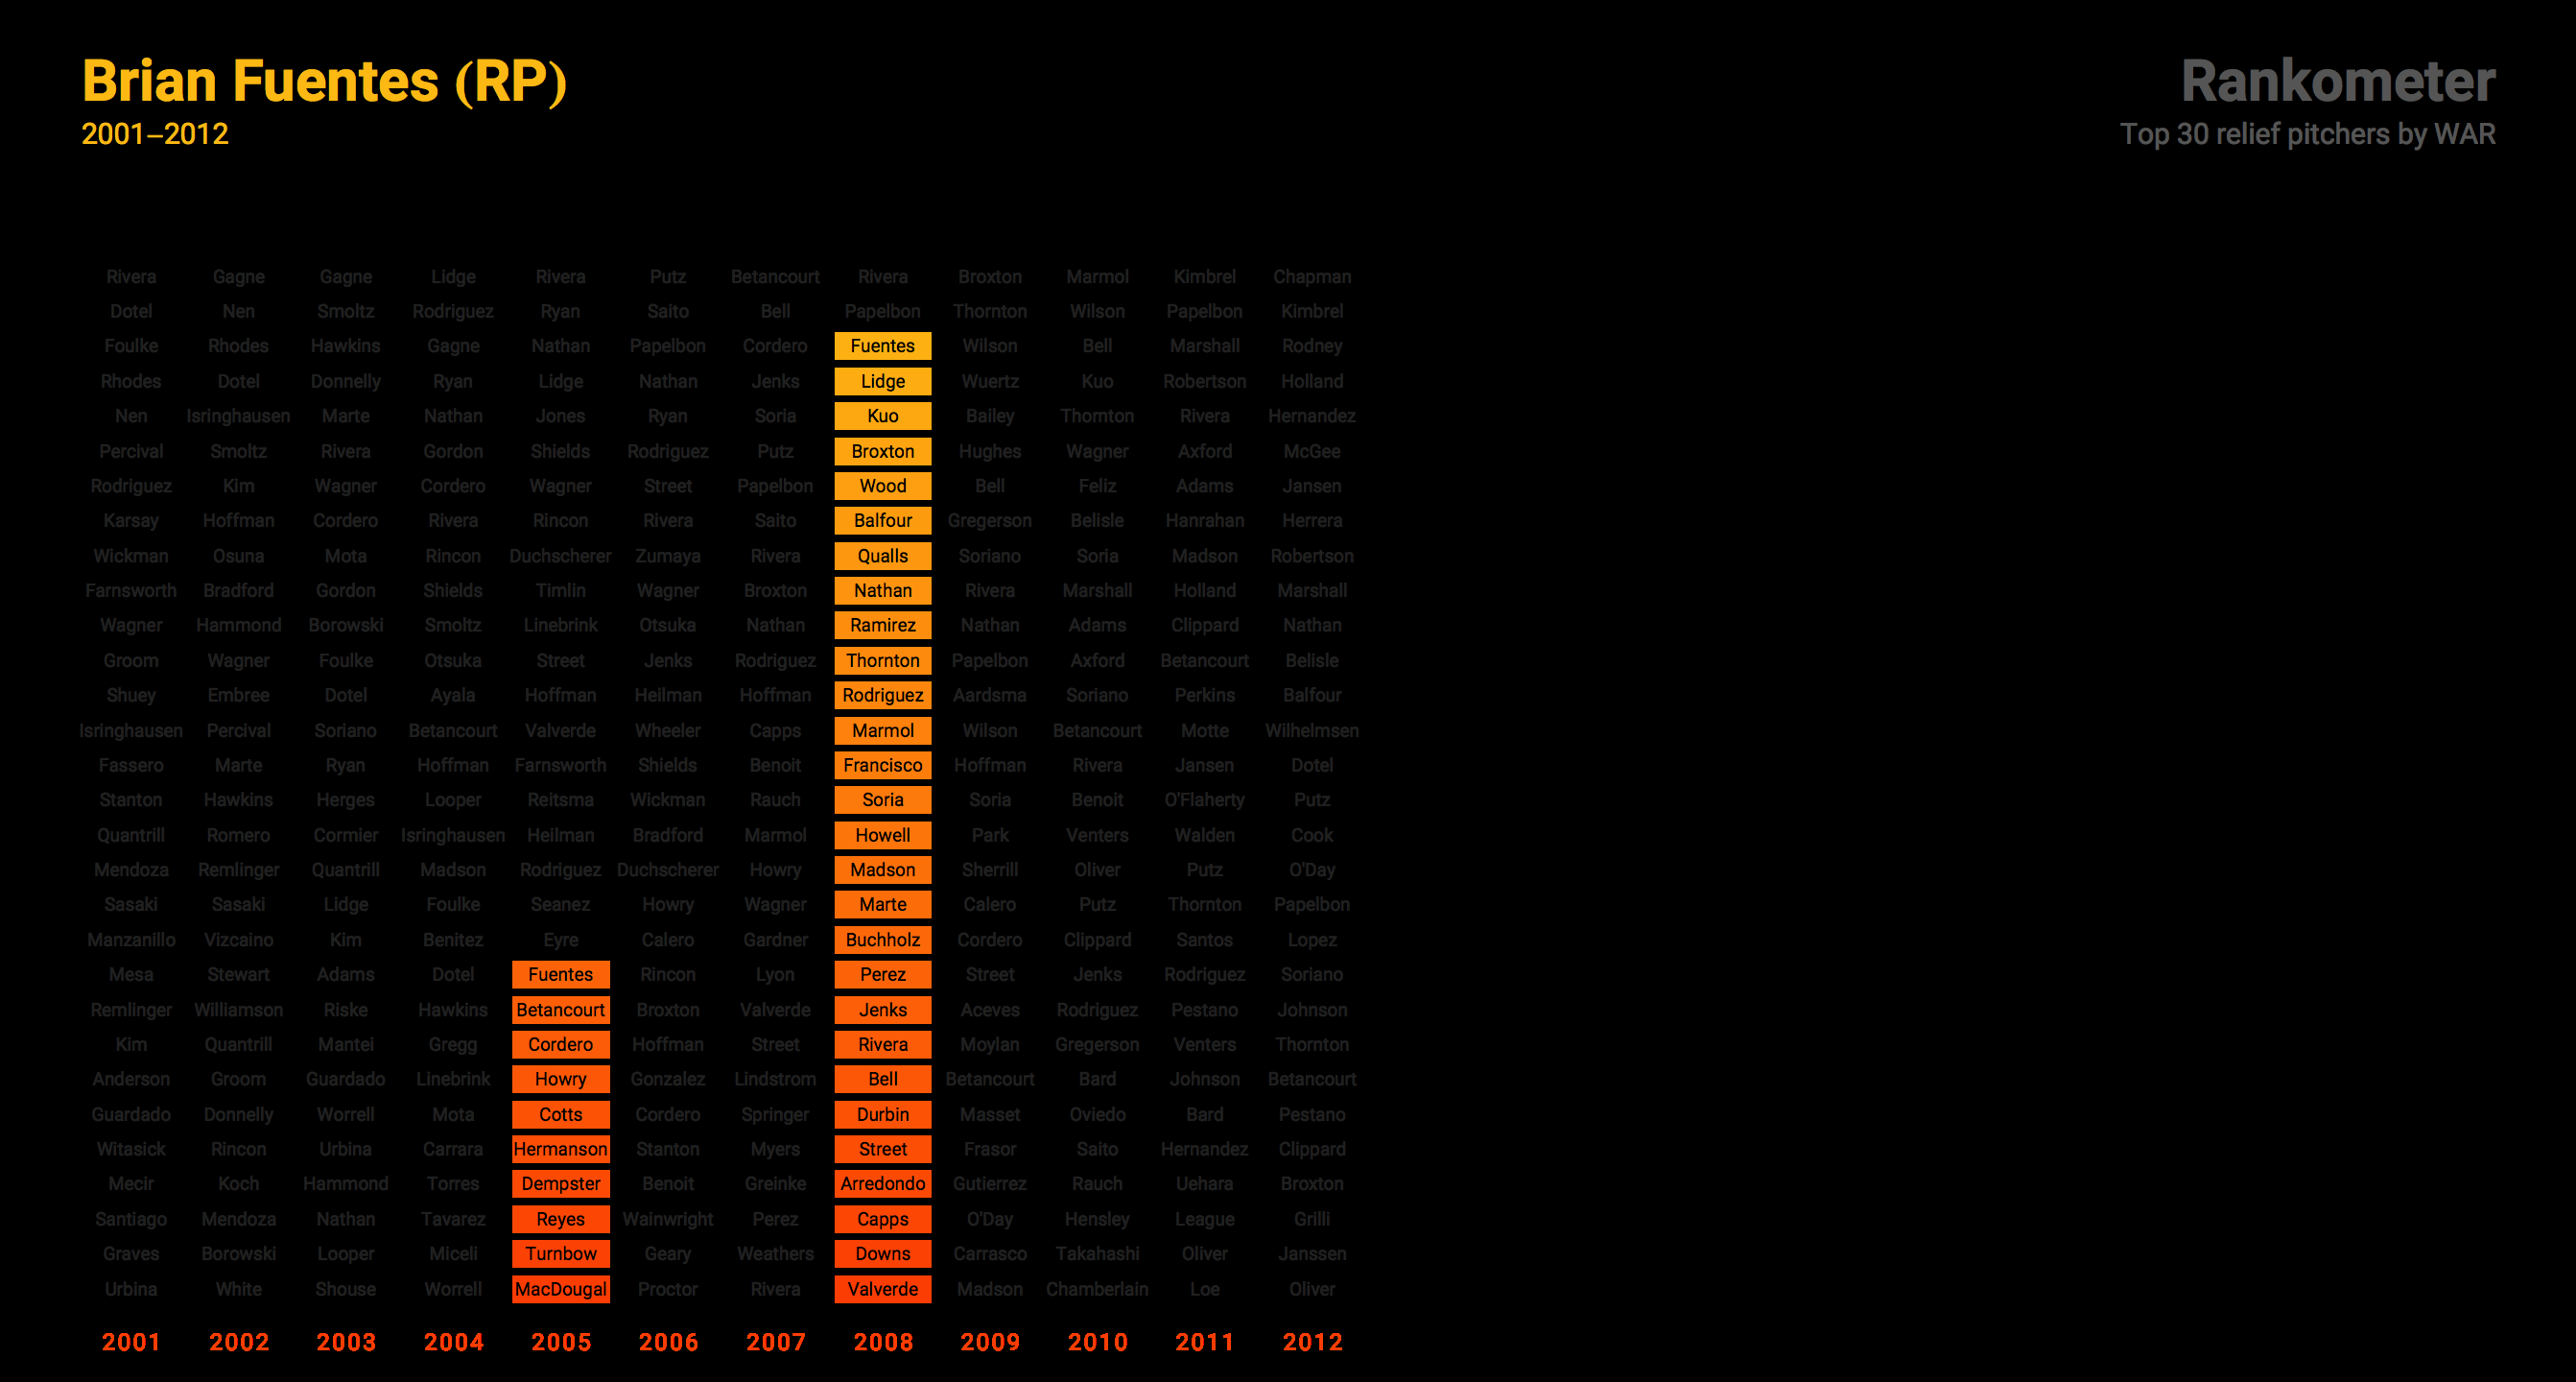 Brian Fuentes (RP)
2001–2012
Rankometer
Top 30 relief pitchers by WAR
Rivera Gagne Gagne Lidge Rivera Putz Betancourt Rivera Broxton Marmol Kimbrel Chapman
Dotel Nen Smoltz Rodriguez Ryan Saito Bell Papelbon Thornton Wilson Papelbon Kimbrel
Foulke Rhodes Hawkins Gagne Nathan Papelbon Cordero Fuentes Wilson Bell Marshall Rodney
Rhodes Dotel Donnelly Ryan Lidge Nathan Jenks Lidge Wuertz Kuo Robertson Holland
Nen Isringhausen Marte Nathan Jones Ryan Soria Kuo Bailey Thornton Rivera Hernandez
Percival Smoltz Rivera Gordon Shields Rodriguez Putz Broxton Hughes Wagner Axford McGee
Rodriguez Kim Wagner Cordero Wagner Street Papelbon Wood Bell Feliz Adams Jansen
Karsay Hoffman Cordero Rivera Rincon Rivera Saito Balfour Gregerson Belisle Hanrahan Herrera
Wickman Osuna Mota Rincon Duchscherer Zumaya Rivera Qualls Soriano Soria Madson Robertson
Farnsworth Bradford Gordon Shields Timlin Wagner Broxton Nathan Rivera Marshall Holland Marshall
Wagner Hammond Borowski Smoltz Linebrink Otsuka Nathan Ramirez Nathan Adams Clippard Nathan
Groom Wagner Foulke Otsuka Street Jenks Rodriguez Thornton Papelbon Axford Betancourt Belisle
Shuey Embree Dotel Ayala Hoffman Heilman Hoffman Rodriguez Aardsma Soriano Perkins Balfour
Isringhausen Percival Soriano Betancourt Valverde Wheeler Capps Marmol Wilson Betancourt Motte Wilhelmsen
Fassero Marte Ryan Hoffman Farnsworth Shields Benoit Francisco Hoffman Rivera Jansen Dotel
Stanton Hawkins Herges Looper Reitsma Wickman Rauch Soria Soria Benoit O'Flaherty Putz
Quantrill Romero Cormier Isringhausen Heilman Bradford Marmol Howell Park Venters Walden Cook
Mendoza Remlinger Quantrill Madson Rodriguez Duchscherer Howry Madson Sherrill Oliver Putz O'Day
Sasaki Sasaki Lidge Foulke Seanez Howry Wagner Marte Calero Putz Thornton Papelbon
Manzanillo Vizcaino Kim Benitez Eyre Calero Gardner Buchholz Cordero Clippard Santos Lopez
Mesa Stewart Adams Dotel Fuentes Rincon Lyon Perez Street Jenks Rodriguez Soriano
Remlinger Williamson Riske Hawkins Betancourt Broxton Valverde Jenks Aceves Rodriguez Pestano Johnson
Kim Quantrill Mantei Gregg Cordero Hoffman Street Rivera Moylan Gregerson Venters Thornton
Anderson Groom Guardado Linebrink Howry Gonzalez Lindstrom Bell Betancourt Bard Johnson Betancourt
Guardado Donnelly Worrell Mota Cotts Cordero Springer Durbin Masset Oviedo Bard Pestano
Witasick Rincon Urbina Carrara Hermanson Stanton Myers Street Frasor Saito Hernandez Clippard
Mecir Koch Hammond Torres Dempster Benoit Greinke Arredondo Gutierrez Rauch Uehara Broxton
Santiago Mendoza Nathan Tavarez Reyes Wainwright Perez Capps O'Day Hensley League Grilli
Graves Borowski Looper Miceli Turnbow Geary Weathers Downs Carrasco Takahashi Oliver Janssen
Urbina White Shouse Worrell MacDougal Proctor Rivera Valverde Madson Chamberlain Loe Oliver
2001 2002 2003 2004 2005 2006 2007 2008 2009 2010 2011 2012